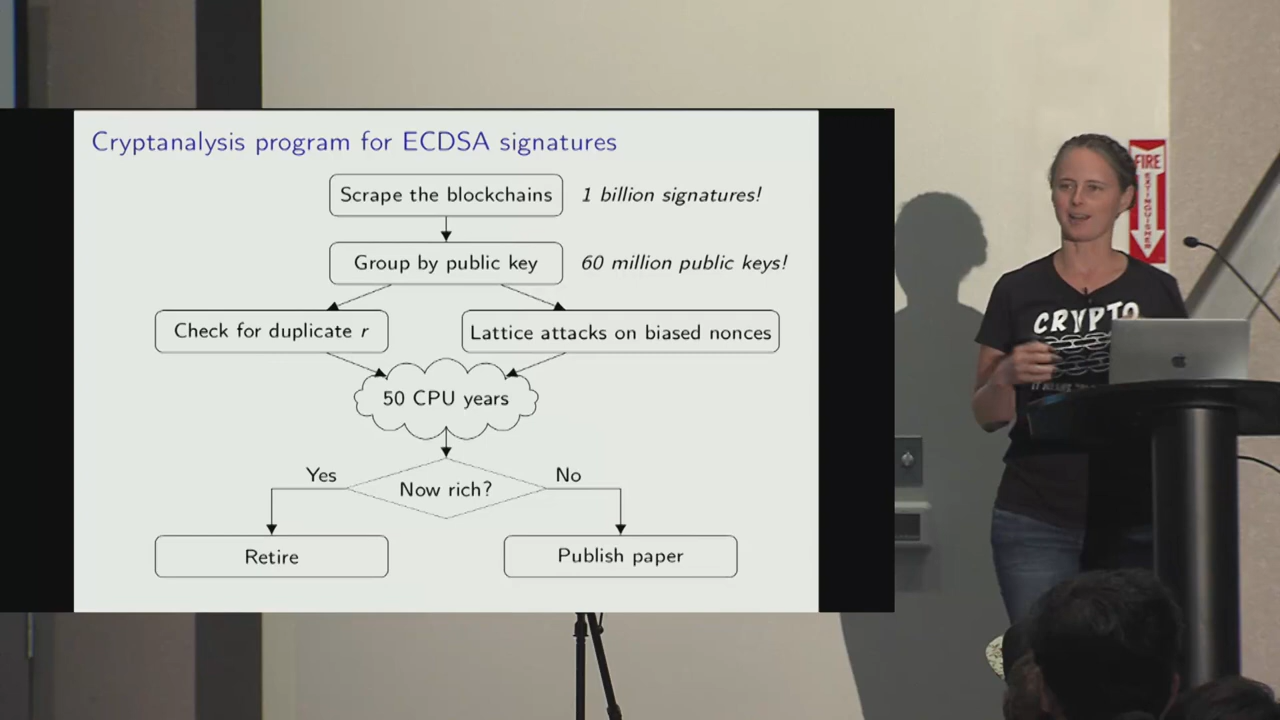 Cryptanalysis program for ECDSA signatures
Scrape the blockchains
1 billion signatures!
Group by public key
60 million public keys!
Check for duplicate r
Lattice attacks on biased nonces
50 CPU years
Yes
Now rich?
No
Retire
Publish paper
FIRE
EXTINGUISHER
CRYPTO